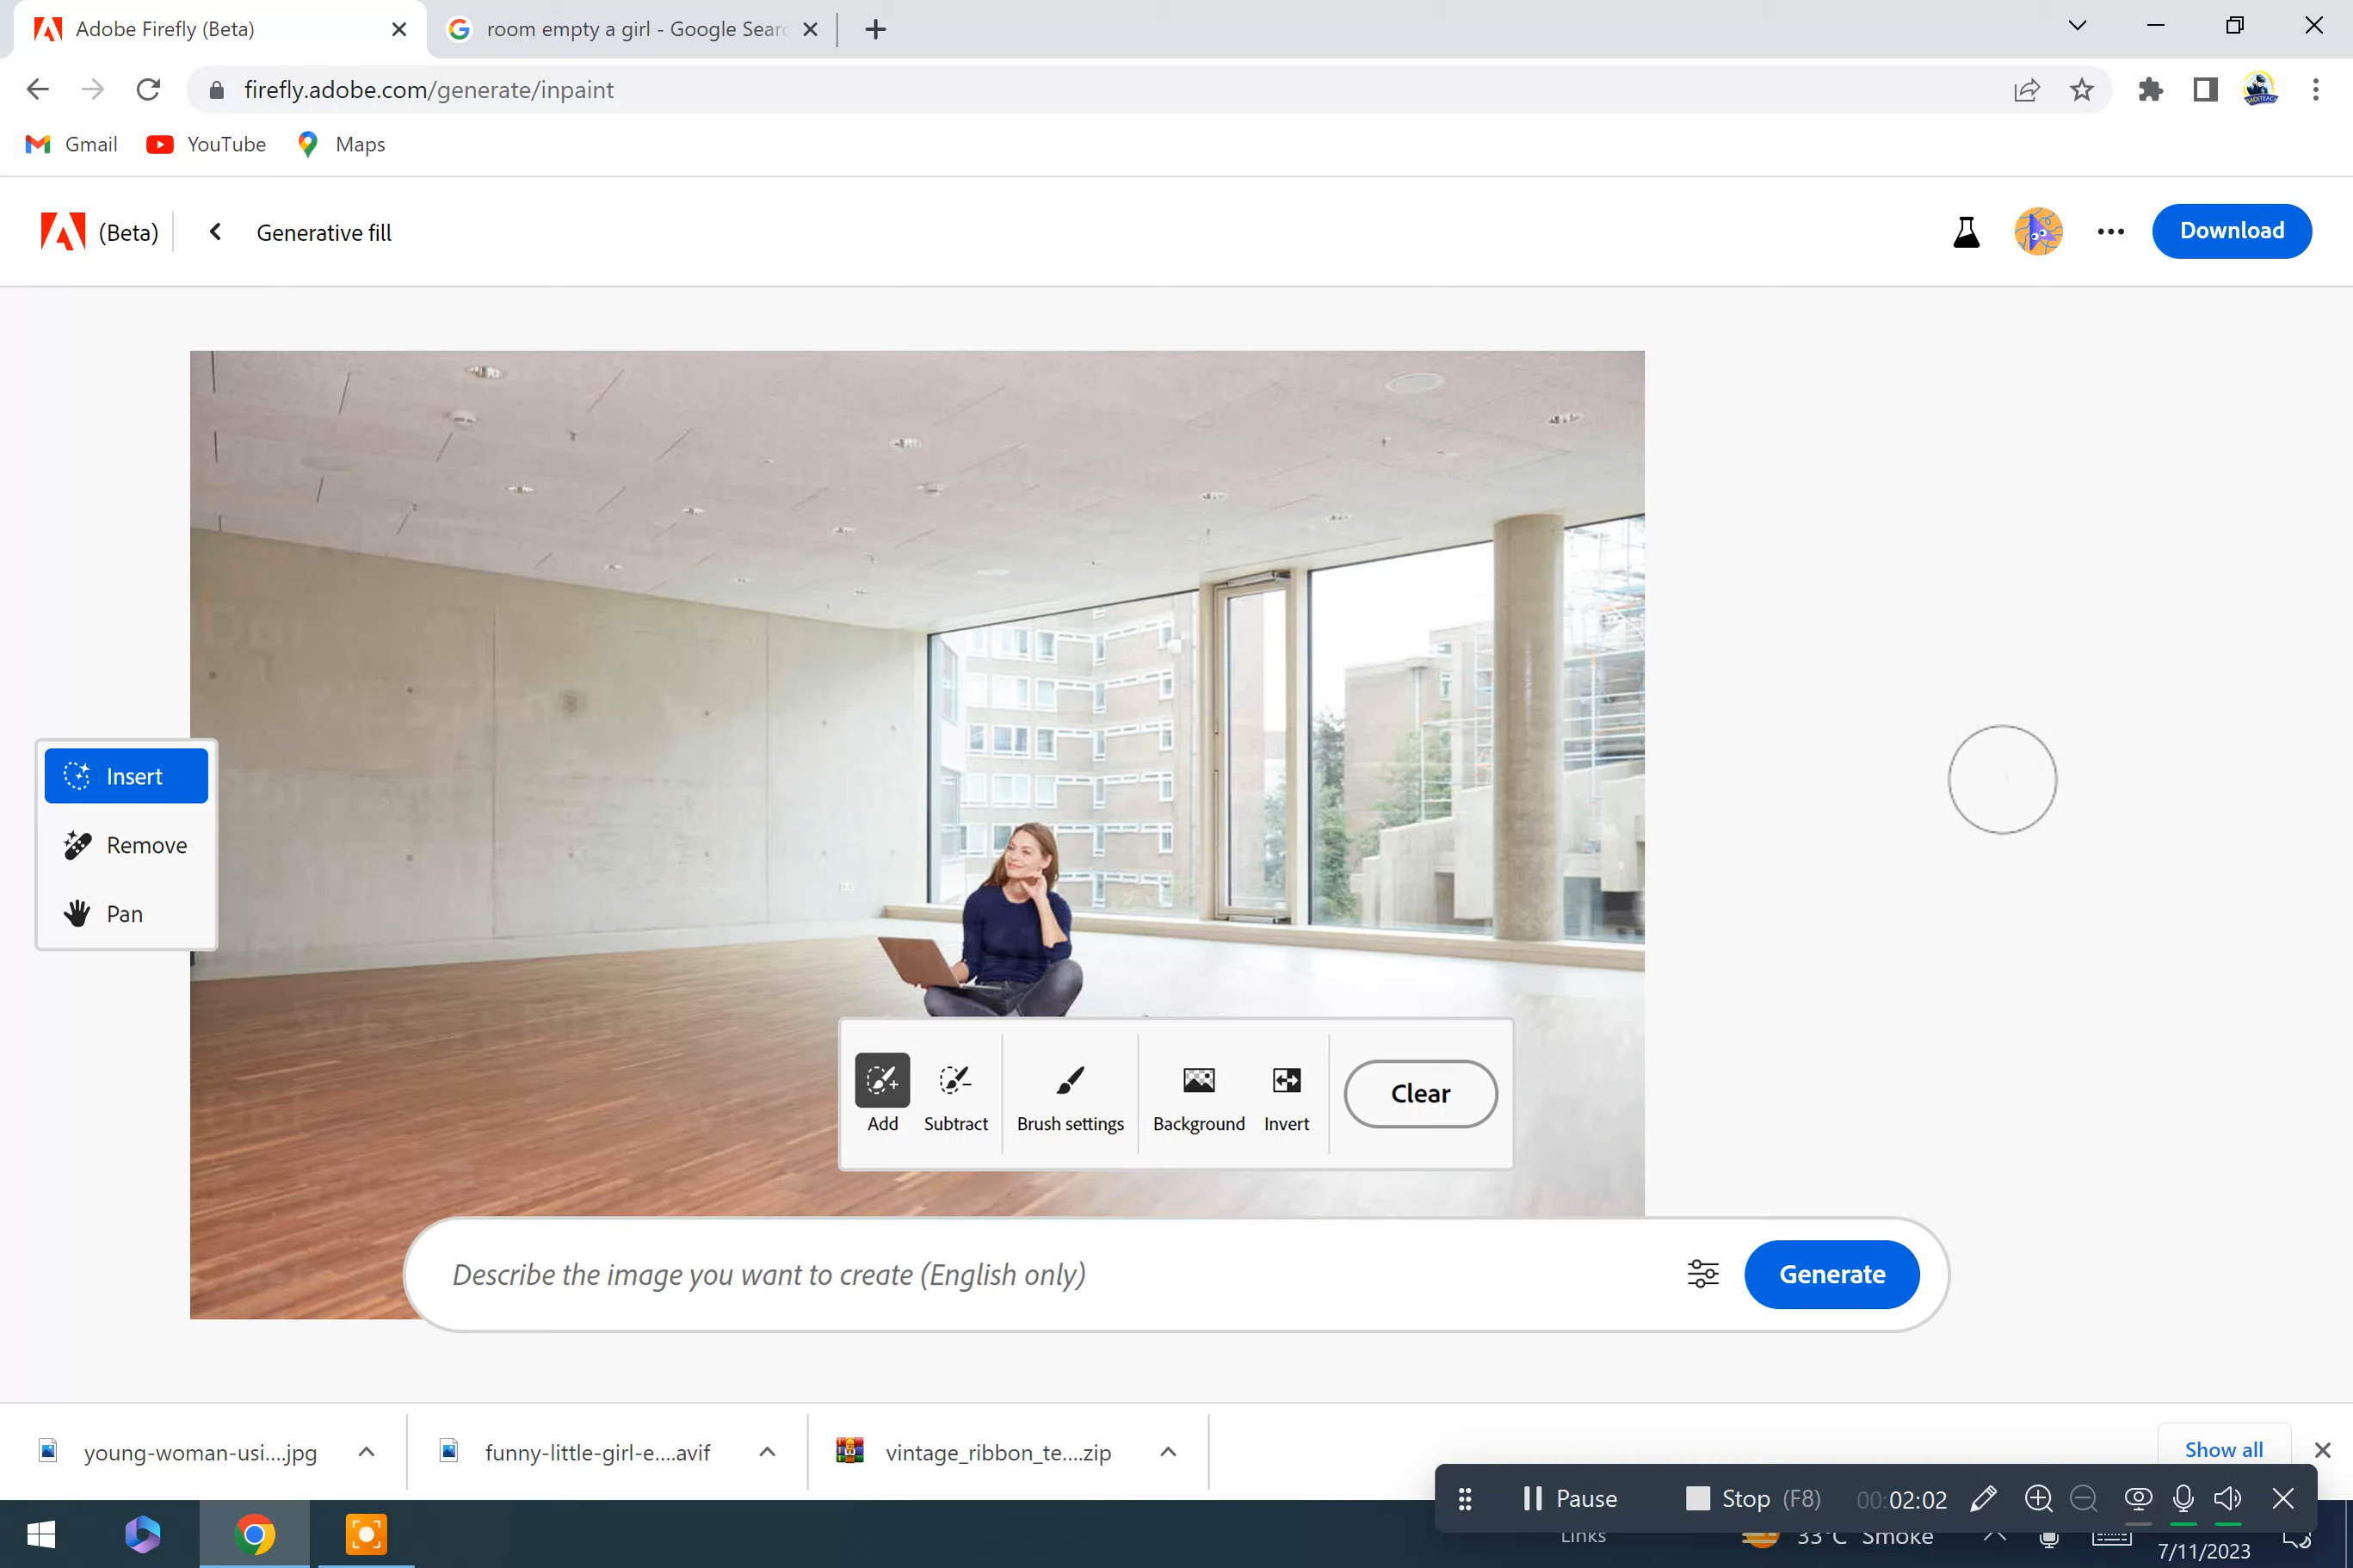 Adobe Firefly (Beta)
room empty a girl - Google Sear
firefly.adobe.com/generate/inpaint
Gmail
YouTube
Maps
(Beta)
Generative fill
Download
Insert
Remove
Pan
Add
Subtract
Brush settings
Background
Invert
Clear
Describe the image you want to create (English only)
Generate
young-woman-usi....jpg
funny-little-girl-e....avif
vintage_ribbon_te....zip
Show all
Pause
Stop (F8)
00:02:02
Links
33°C Smoke
7/11/2023